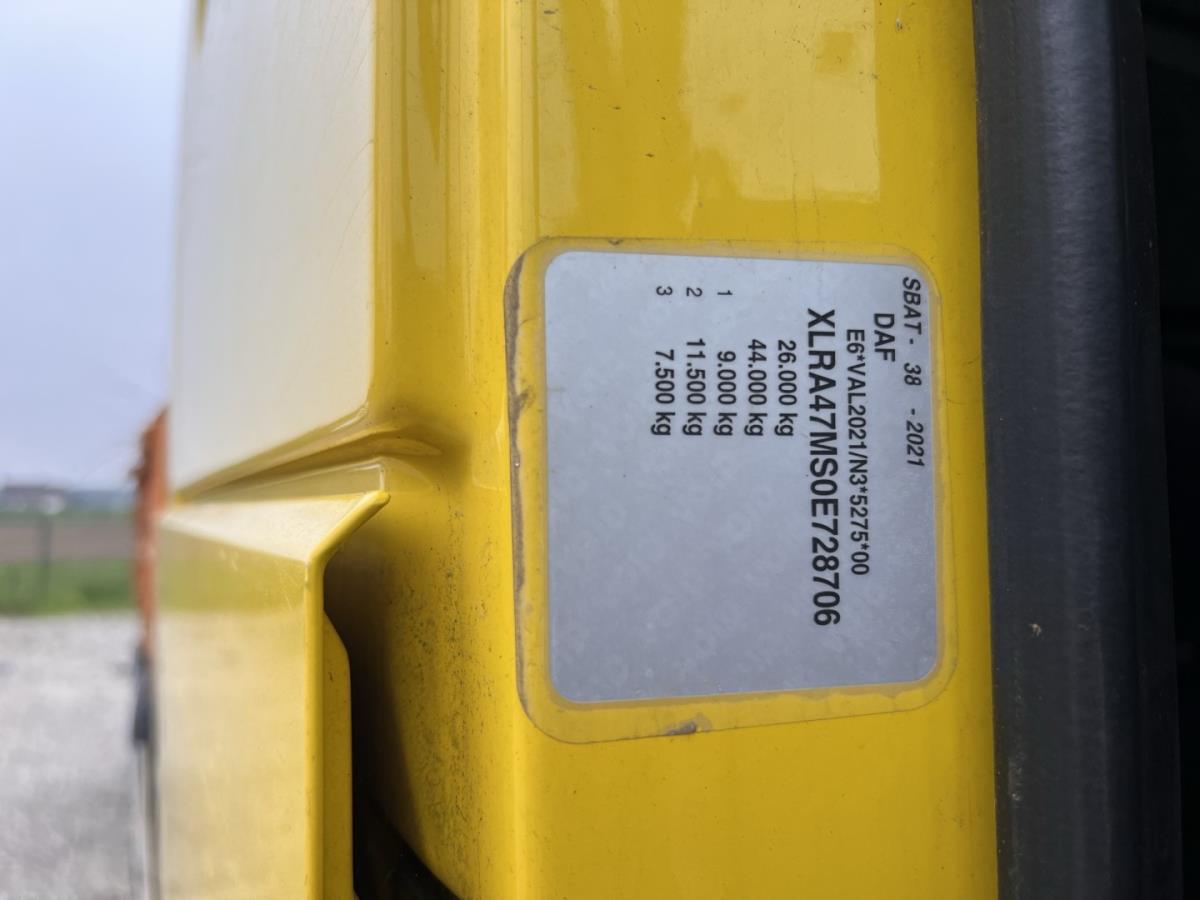 SBAT - 38 - 2021
DAF
E6*VAL2021/N3*5275*00
XLRA47MS0E728706
26.000 kg
44.000 kg
1 9.000 kg
2 11.500 kg
3 7.500 kg